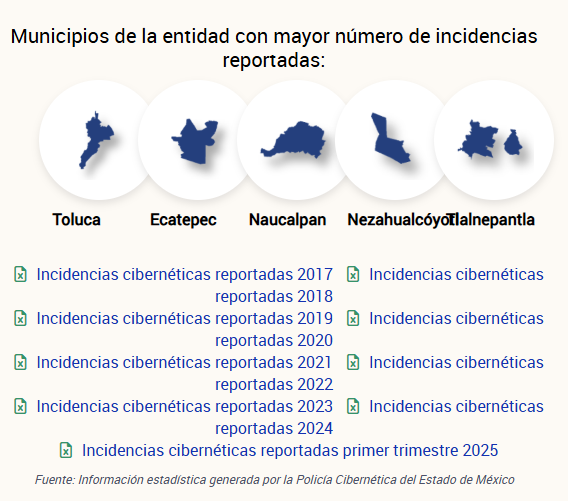 Municipios de la entidad con mayor número de incidencias
reportadas:
Toluca
Ecatepec
Naucalpan
Nezahualcóyotl
Tlalnepantla
Incidencias cibernéticas reportadas 2017 Incidencias cibernéticas
reportadas 2018
Incidencias cibernéticas reportadas 2019 Incidencias cibernéticas
reportadas 2020
Incidencias cibernéticas reportadas 2021 Incidencias cibernéticas
reportadas 2022
Incidencias cibernéticas reportadas 2023 Incidencias cibernéticas
reportadas 2024
Incidencias cibernéticas reportadas primer trimestre 2025
Fuente: Información estadística generada por la Policía Cibernética del Estado de México